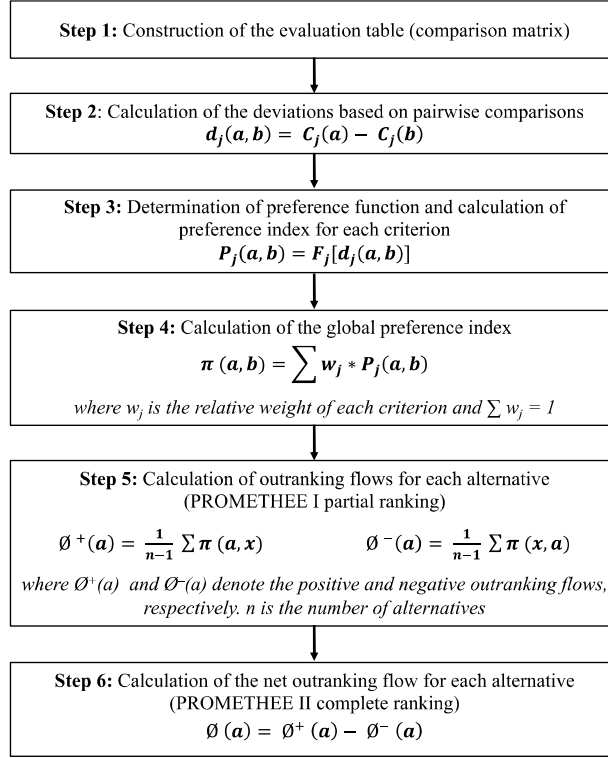 Step 1: Construction of the evaluation table (comparison matrix)
Step 2: Calculation of the deviations based on pairwise comparisons
d_j(a, b) = C_j(a) − C_j(b)
Step 3: Determination of preference function and calculation of
preference index for each criterion
P_j(a, b) = F_j[d_j(a, b)]
Step 4: Calculation of the global preference index
π (a, b) = ∑ w_j * P_j(a, b)
where w_j is the relative weight of each criterion and ∑ w_j = 1
Step 5: Calculation of outranking flows for each alternative
(PROMETHEE I partial ranking)
Ø⁺(a) = 1/(n−1) ∑ π (a, x) Ø⁻(a) = 1/(n−1) ∑ π (x, a)
where Ø⁺(a) and Ø⁻(a) denote the positive and negative outranking flows,
respectively. n is the number of alternatives
Step 6: Calculation of the net outranking flow for each alternative
(PROMETHEE II complete ranking)
Ø (a) = Ø⁺ (a) − Ø⁻ (a)